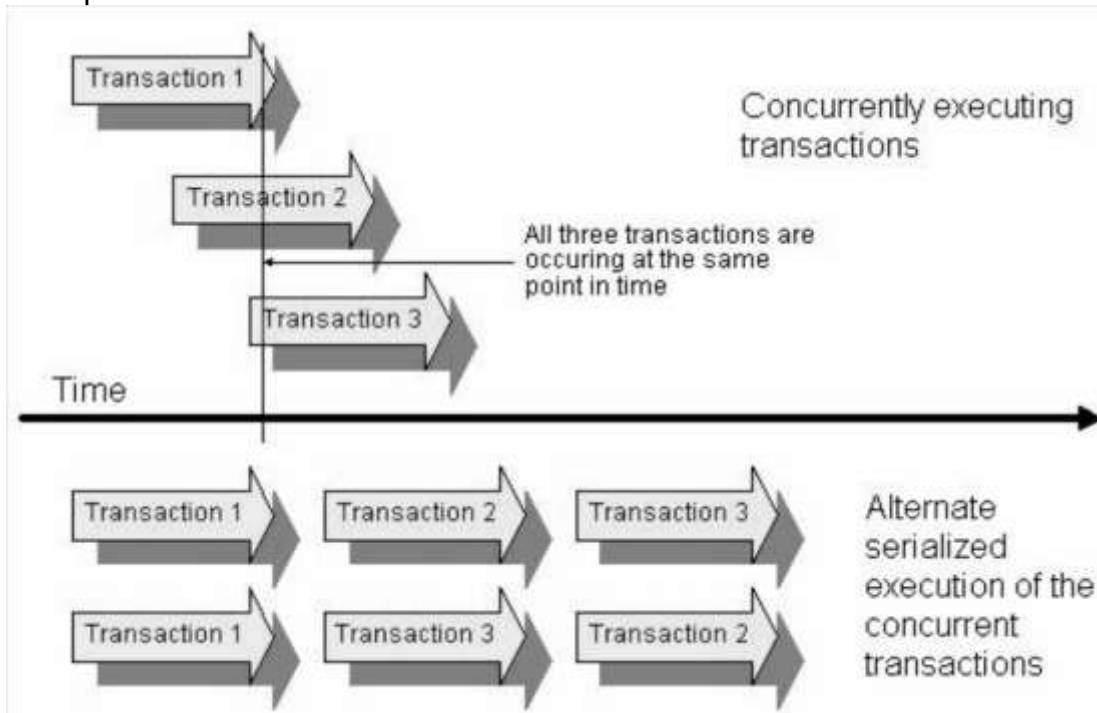 Transaction 1
Concurrently executing
transactions
Transaction 2
All three transactions are
occuring at the same
point in time
Transaction 3
Time
Transaction 1
Transaction 2
Transaction 3
Alternate
serialized
execution of the
concurrent
transactions
Transaction 1
Transaction 3
Transaction 2